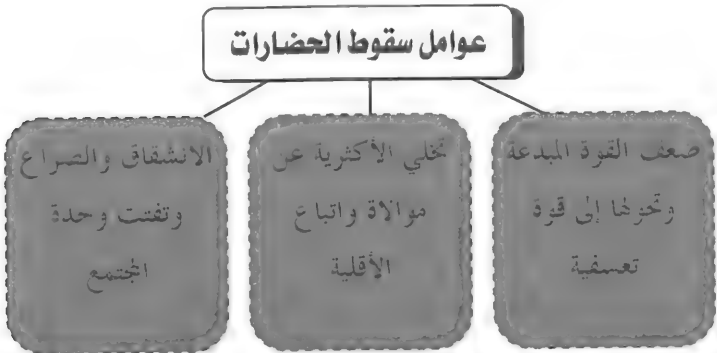 عوامل سقوط الحضارات
ضعف القوة المبدعة
وتحولها إلى قوة
تعسفية
تخلي الأكثرية عن
موالاة واتباع
الأقلية
الانشقاق والصراع
وتفتت وحدة
المجتمع